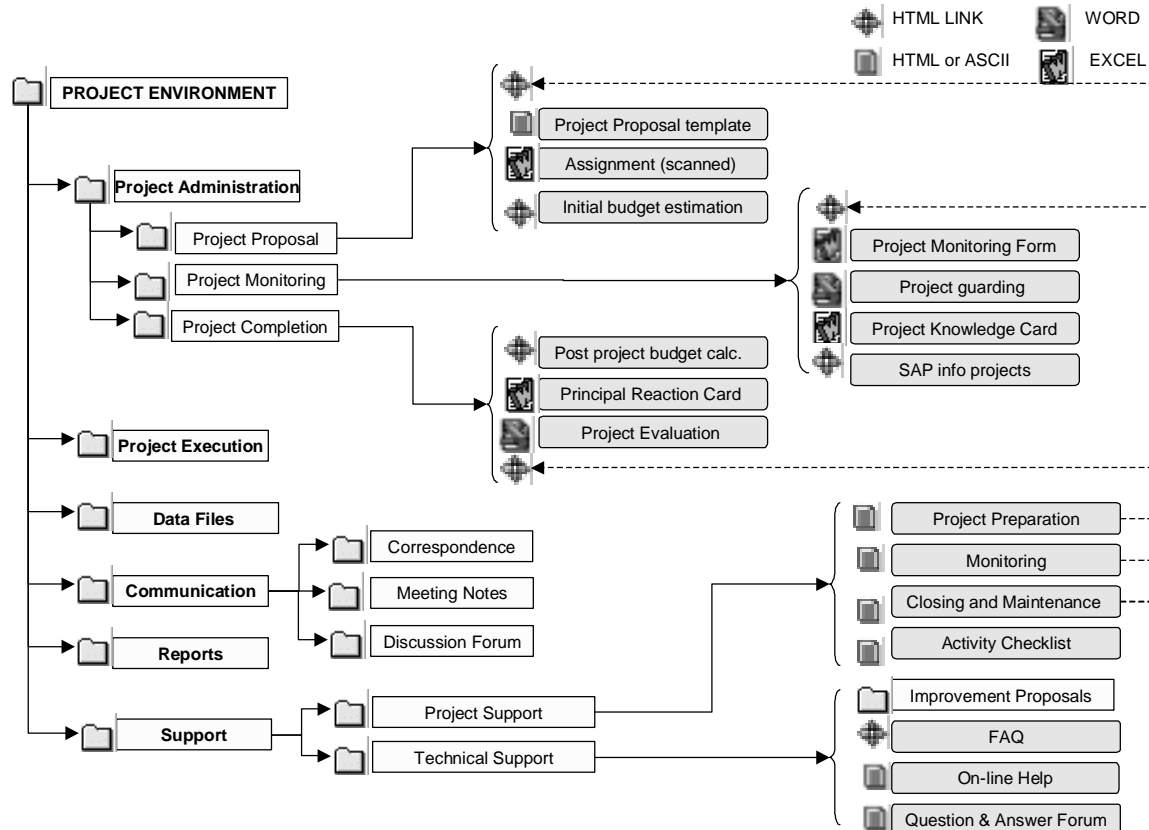 HTML LINK
WORD
HTML or ASCII
EXCEL
PROJECT ENVIRONMENT
Project Proposal template
Assignment (scanned)
Initial budget estimation
Project Administration
Project Proposal
Project Monitoring
Project Completion
Project Monitoring Form
Project guarding
Project Knowledge Card
SAP info projects
Post project budget calc.
Principal Reaction Card
Project Evaluation
Project Execution
Data Files
Communication
Reports
Support
Correspondence
Meeting Notes
Discussion Forum
Project Support
Technical Support
Project Preparation
Monitoring
Closing and Maintenance
Activity Checklist
Improvement Proposals
FAQ
On-line Help
Question & Answer Forum